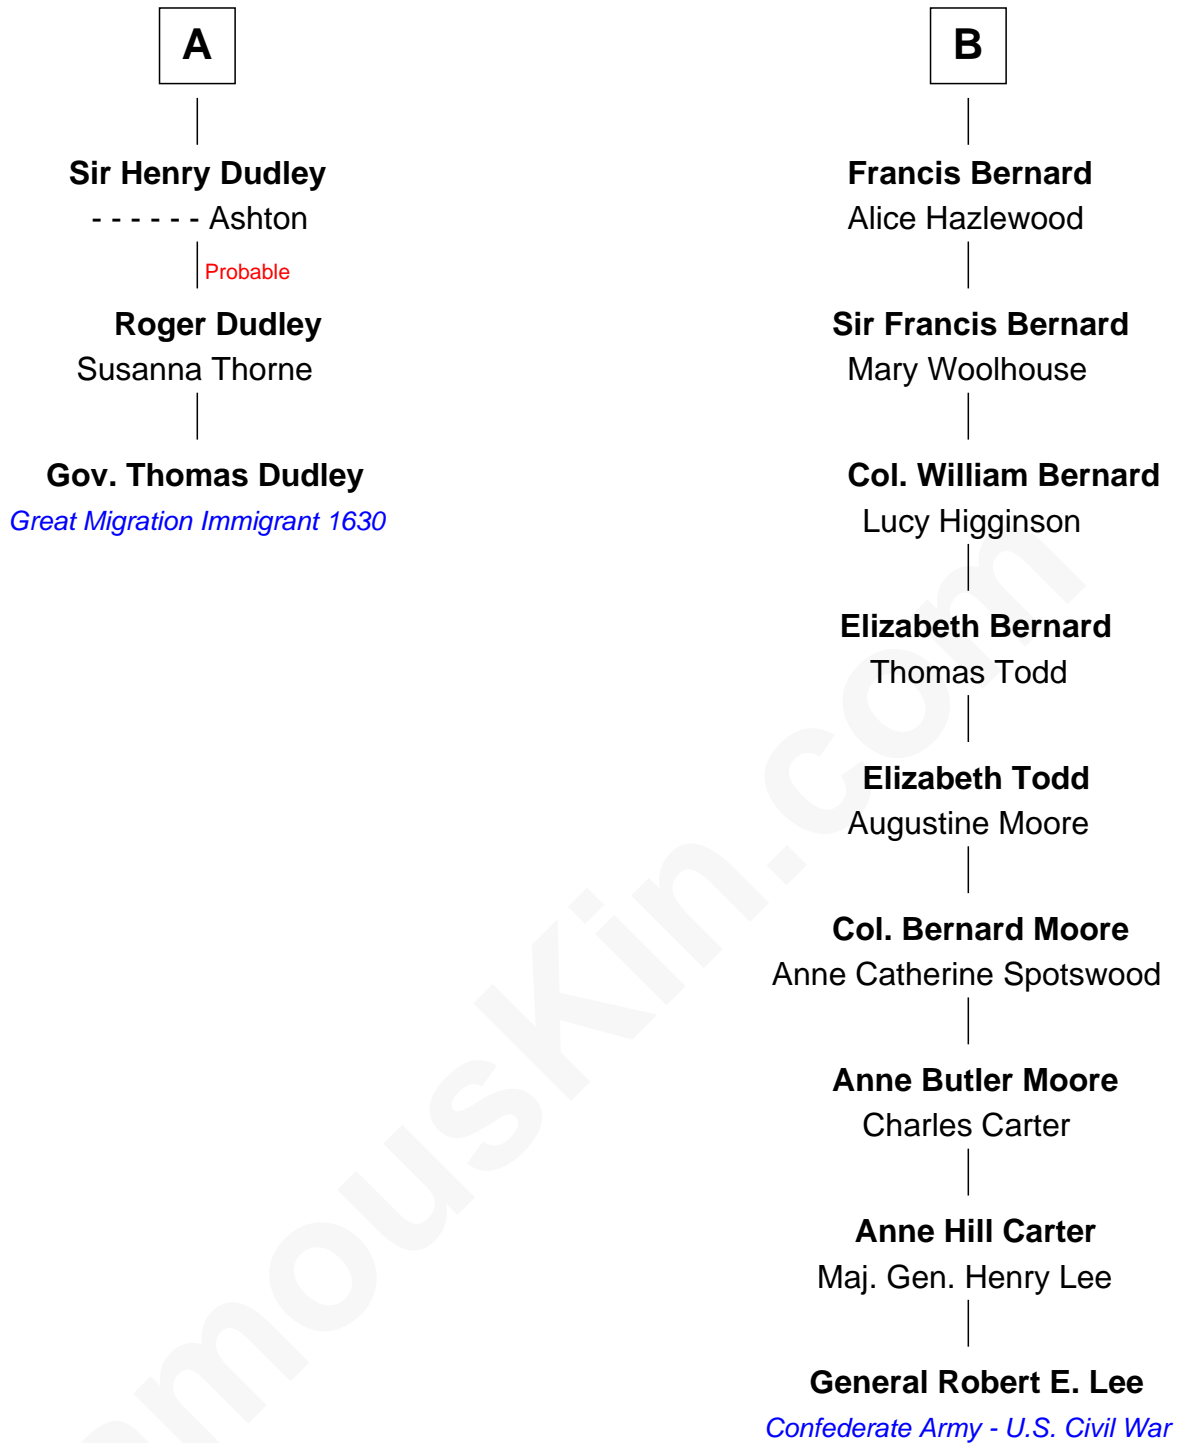 A
Sir Henry Dudley
- - - - - - Ashton
Probable
Roger Dudley
Susanna Thorne
Gov. Thomas Dudley
Great Migration Immigrant 1630
B
Francis Bernard
Alice Hazlewood
Sir Francis Bernard
Mary Woolhouse
Col. William Bernard
Lucy Higginson
Elizabeth Bernard
Thomas Todd
Elizabeth Todd
Augustine Moore
Col. Bernard Moore
Anne Catherine Spotswood
Anne Butler Moore
Charles Carter
Anne Hill Carter
Maj. Gen. Henry Lee
General Robert E. Lee
Confederate Army - U.S. Civil War
amousKin.com